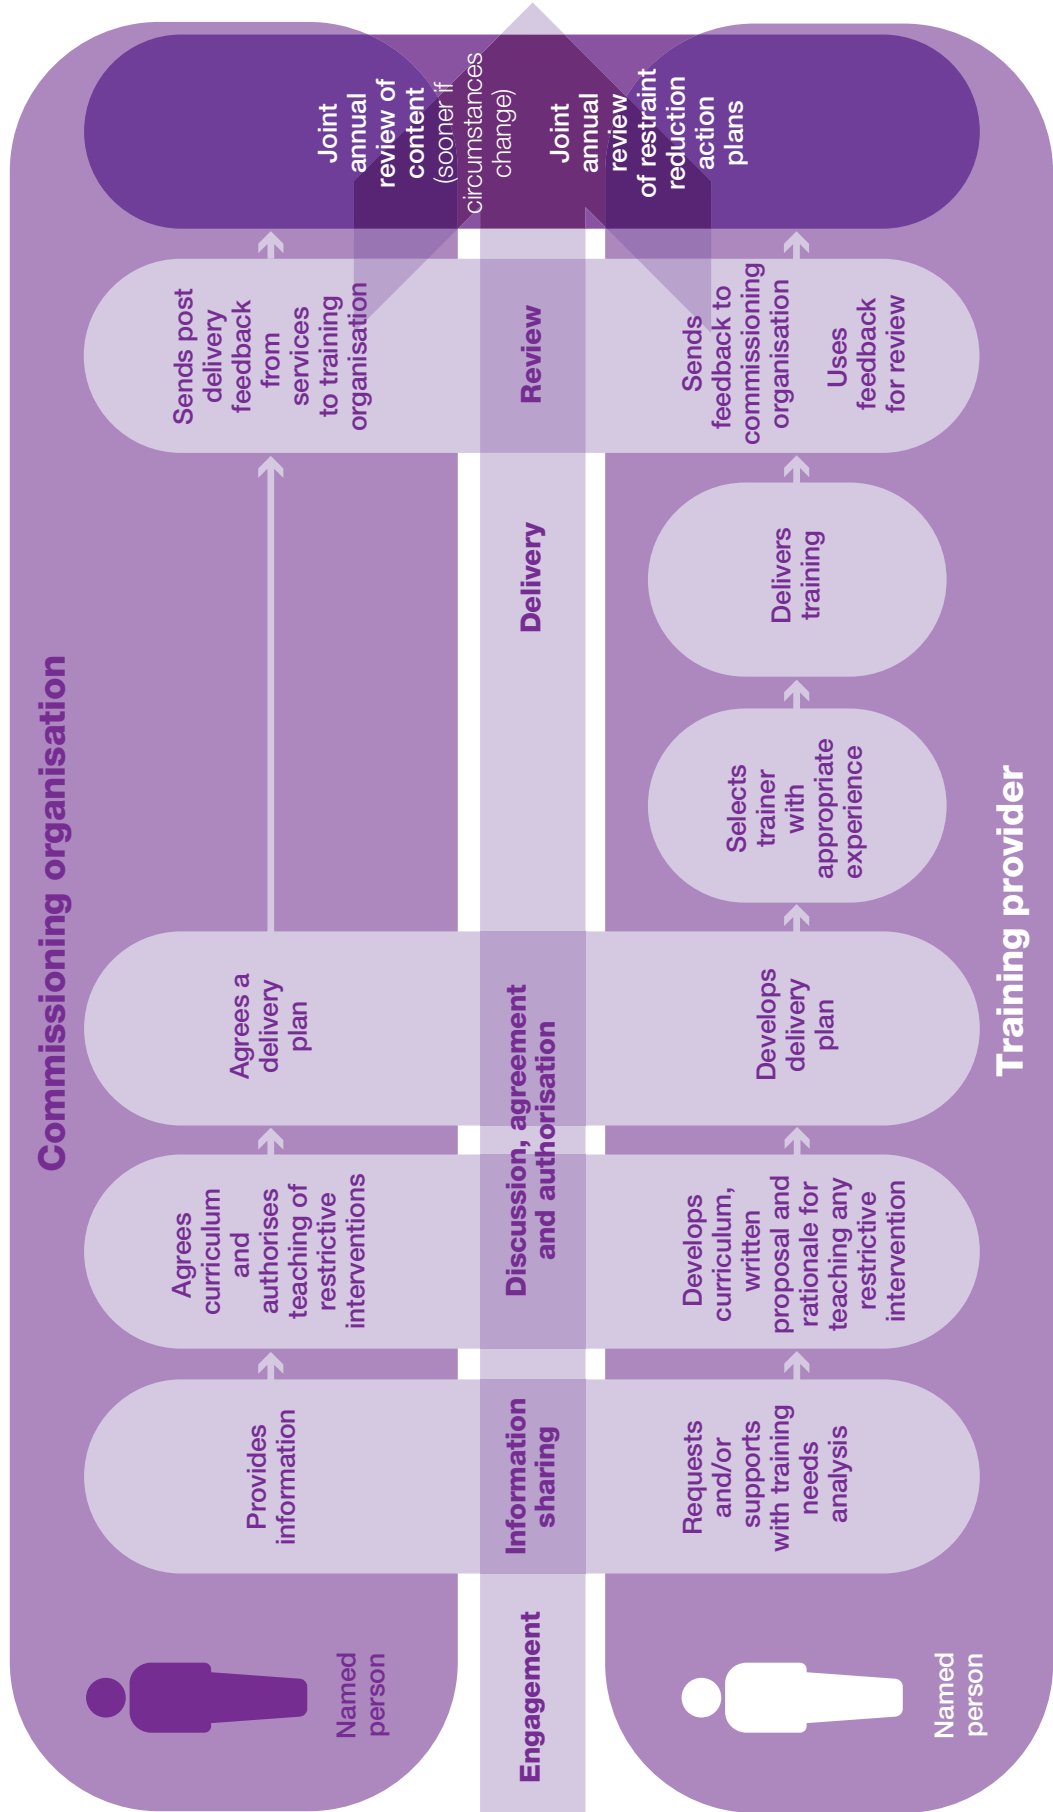 Commissioning organisation
Named
person
Provides
information
Agrees
curriculum
and
authorises
teaching of
restrictive
interventions
Agrees a
delivery
plan
Sends post
delivery
feedback
from
services
to training
organisation
Joint
annual
review of
content
(sooner if
circumstances
change)
Joint
annual
review
of restraint
reduction
action
plans
Engagement
Information
sharing
Discussion, agreement
and authorisation
Delivery
Review
Named
person
Requests
and/or
supports
with training
needs
analysis
Develops
curriculum,
written
proposal and
rationale for
teaching any
restrictive
intervention
Develops
delivery
plan
Selects
trainer
with
appropriate
experience
Delivers
training
Sends
feedback to
commissioning
organisation
Uses
feedback
for review
Training provider